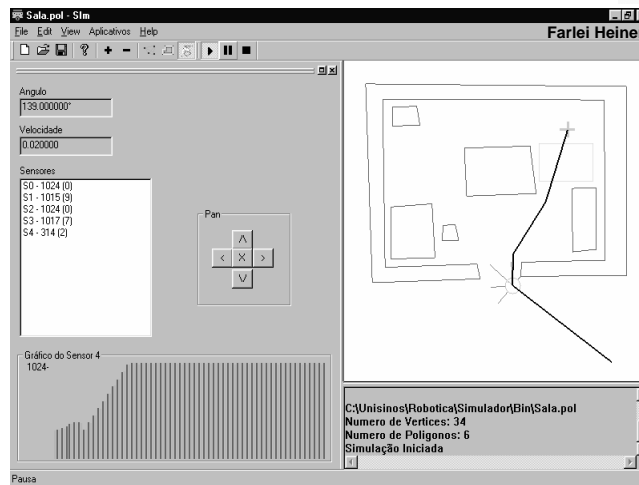 Sala.pol - SIm
File Edit View Aplicativos Help
Farlei Heinen
Angulo
139.000000°
Velocidade
0.020000
Sensores
S0 - 1024 (0)
S1 - 1015 (9)
S2 - 1024 (0)
S3 - 1017 (7)
S4 - 314 (2)
Pan
X
Gráfico do Sensor 4
1024-
C:\Unisinos\Robotica\Simulador\Bin\Sala.pol
Numero de Vertices: 34
Numero de Poligonos: 6
Simulação Iniciada
Pausa